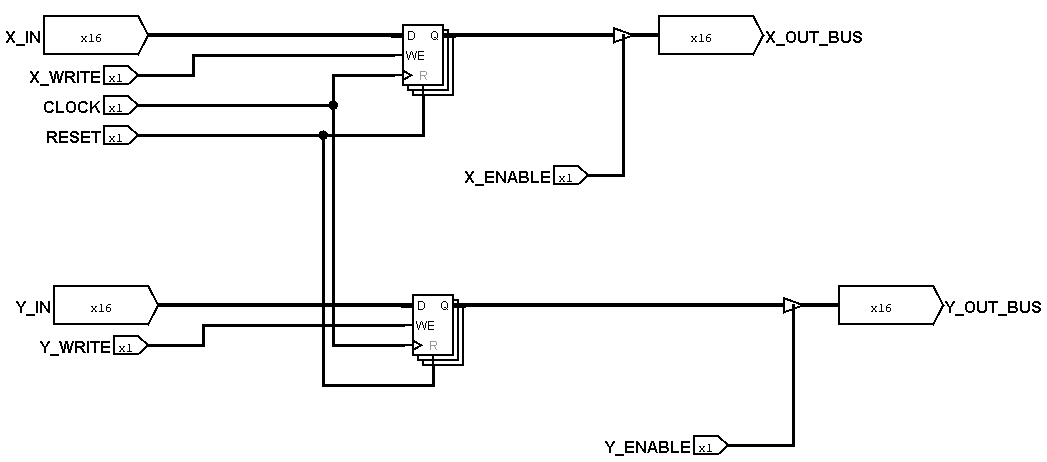 X_IN x16 D Q x16 X_OUT_BUS
X_WRITE x1 WE
R
CLOCK x1
RESET x1
X_ENABLE x1
Y_IN x16 D Q x16 Y_OUT_BUS
WE
Y_WRITE x1 R
Y_ENABLE x1